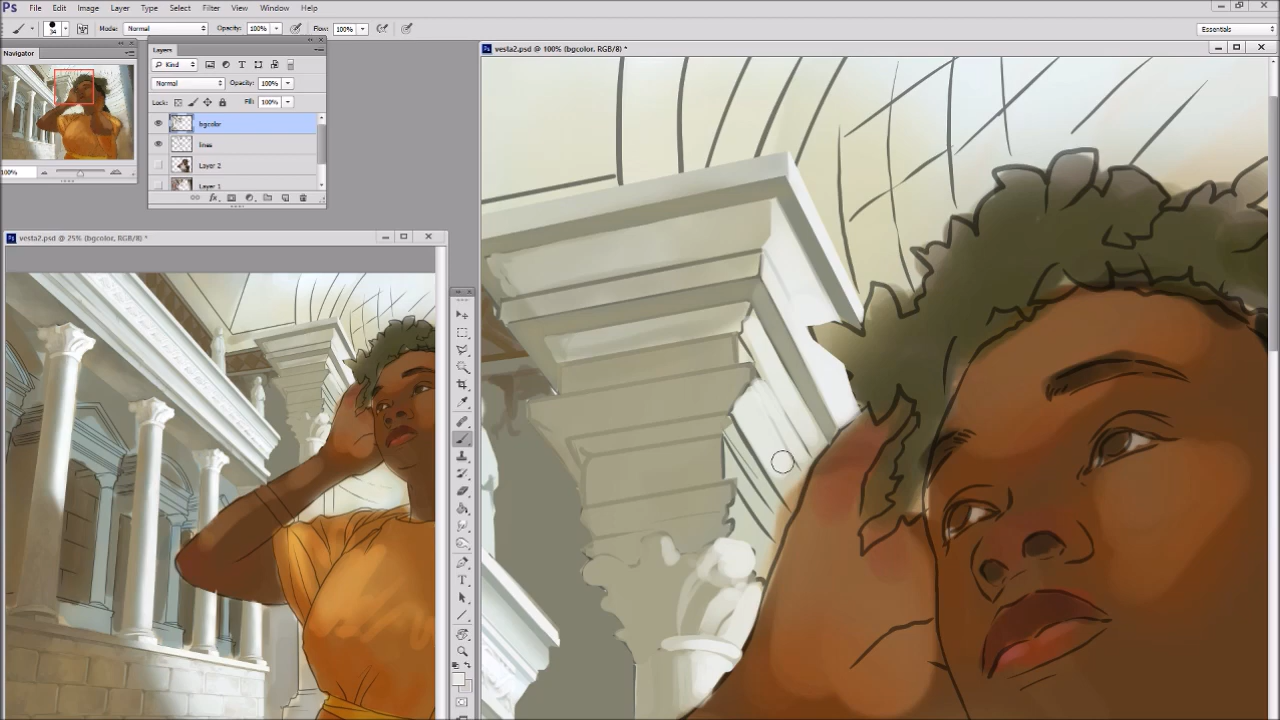 Ps File Edit Image Layer Type Select Filter View Window Help
34 Mode: Normal Opacity: 100% Flow: 100% Essentials
Navigator
100%
Layers
Kind T
Normal Opacity: 100%
Lock: Fill: 100%
bgcolor
lines
Layer 2
Layer 1
fx
vesta2.psd @ 25% (bgcolor, RGB/8) *
T
vesta2.psd @ 100% (bgcolor, RGB/8) *